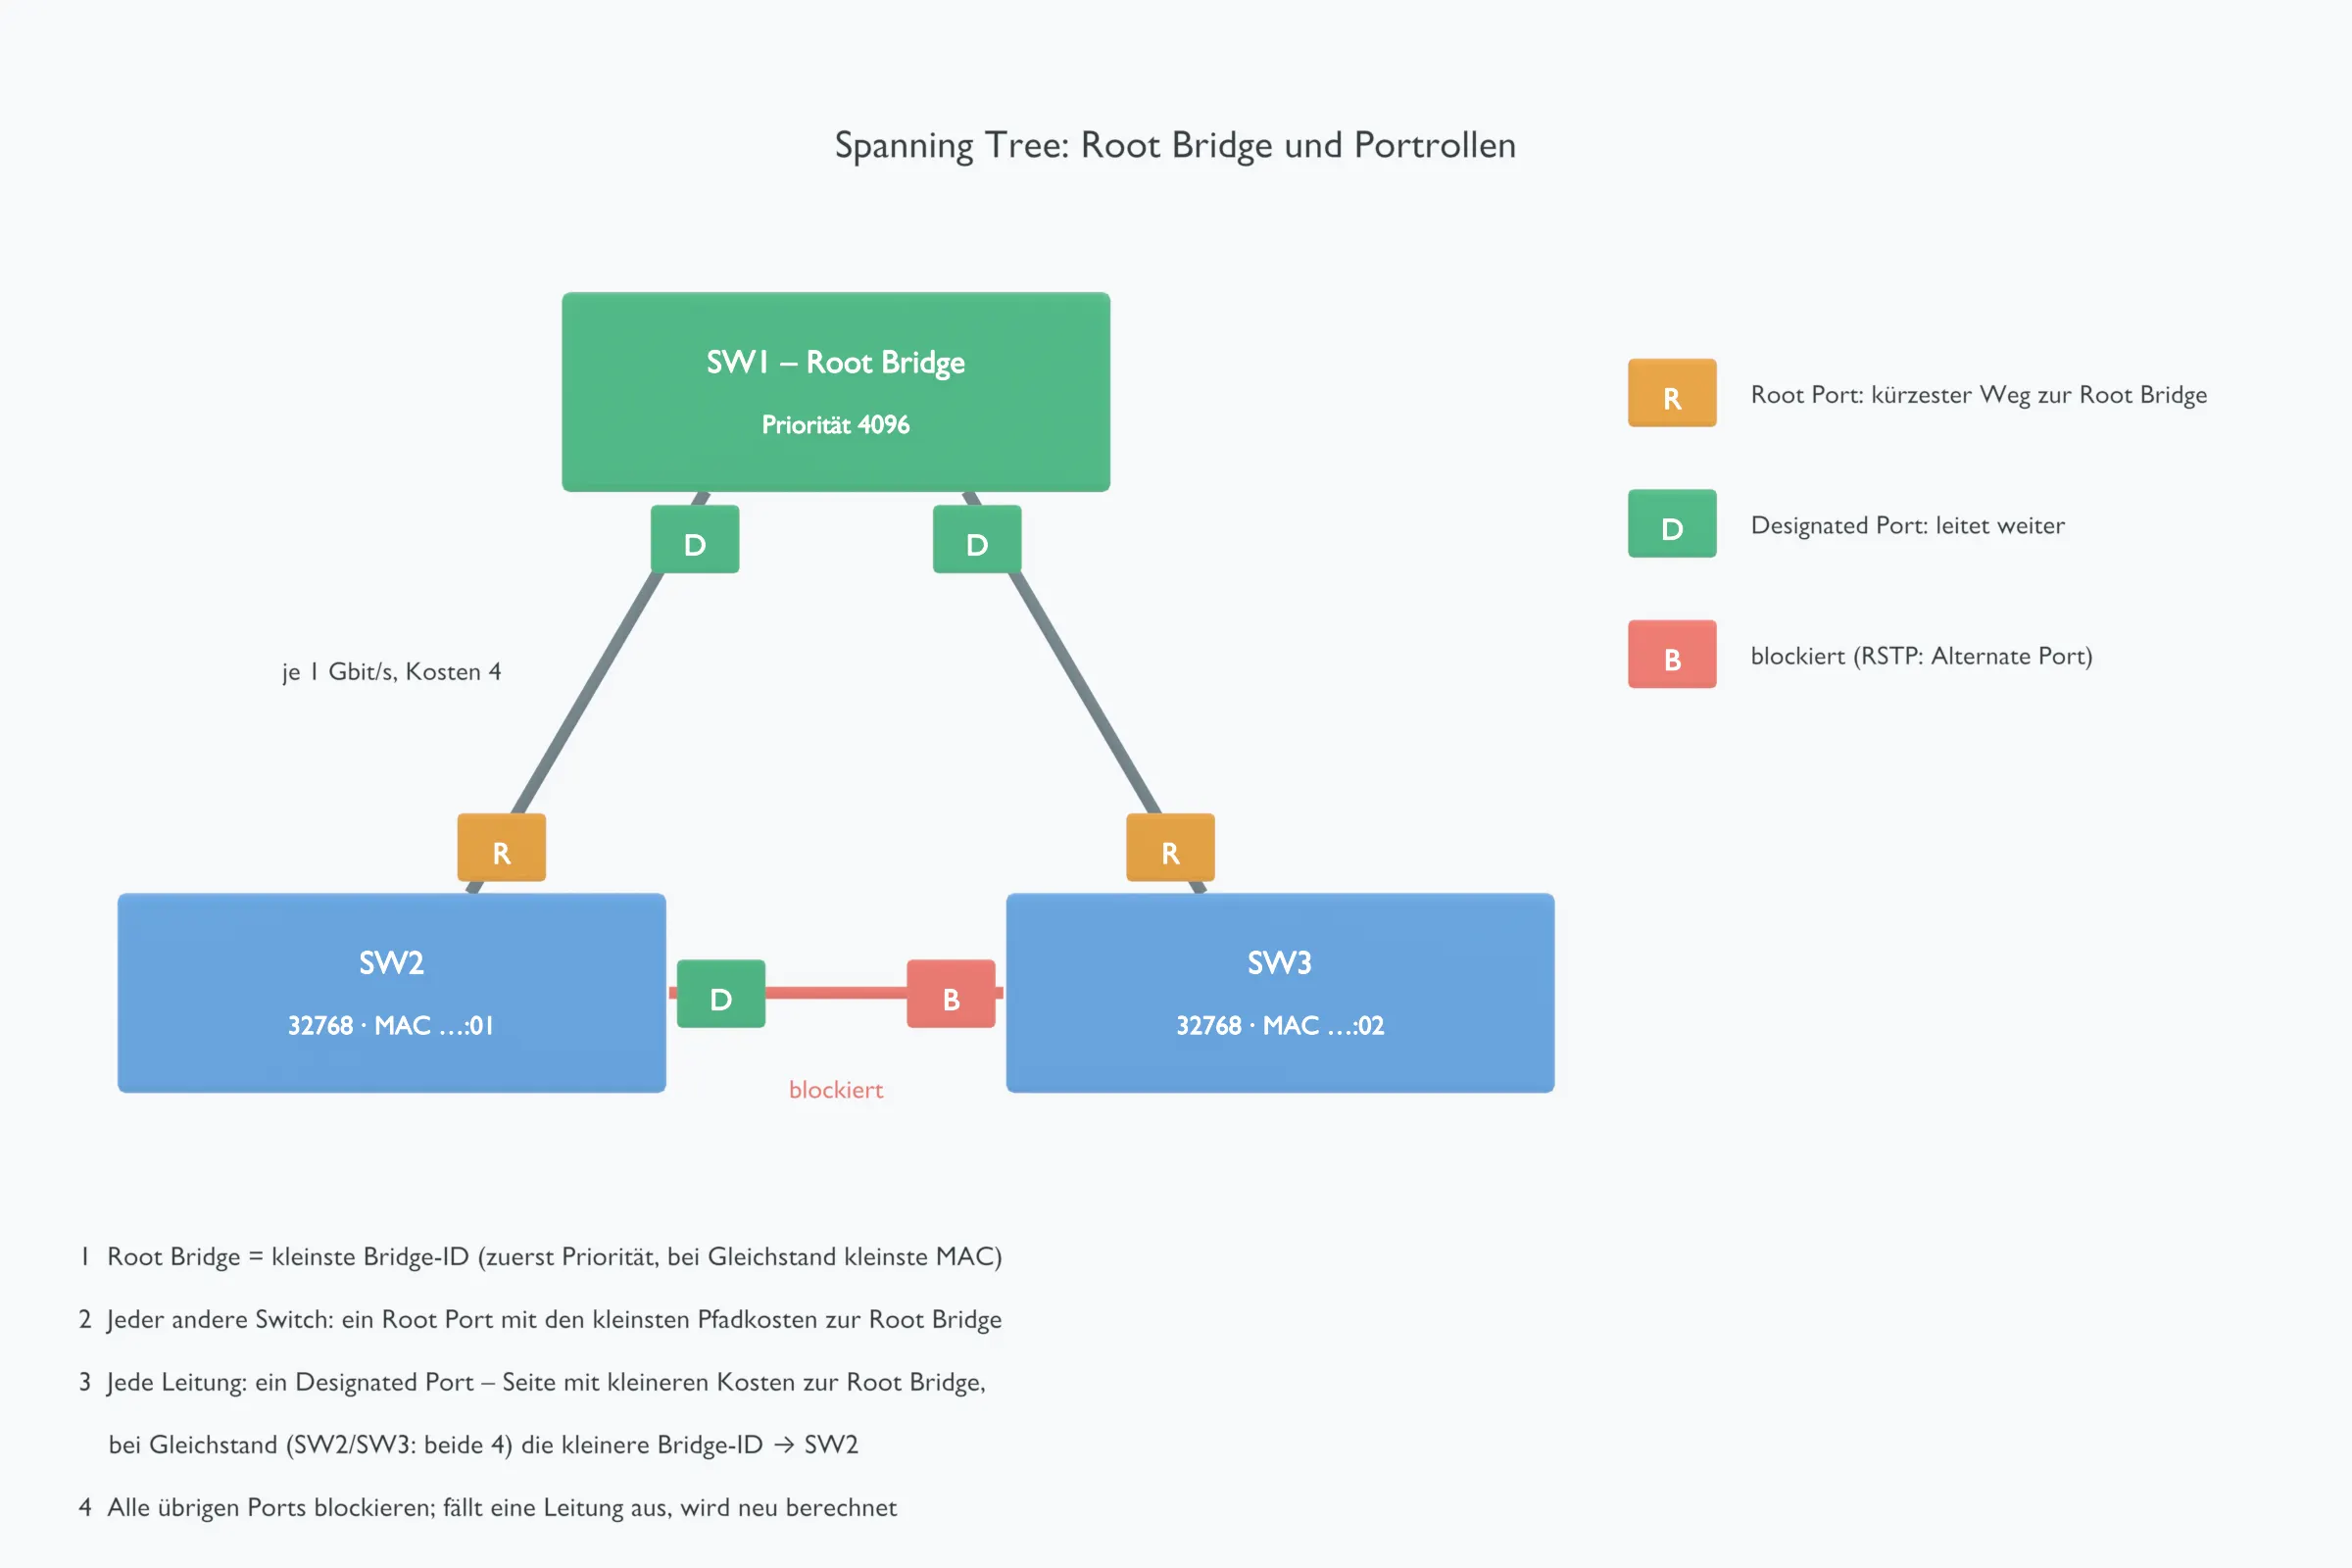 Spanning Tree: Root Bridge und Portrollen
SW1 – Root Bridge
Priorität 4096
D
D
je 1 Gbit/s, Kosten 4
R
R
SW2
32768 · MAC …:01
D
B
SW3
32768 · MAC …:02
blockiert
R Root Port: kürzester Weg zur Root Bridge
D Designated Port: leitet weiter
B blockiert (RSTP: Alternate Port)
1 Root Bridge = kleinste Bridge-ID (zuerst Priorität, bei Gleichstand kleinste MAC)
2 Jeder andere Switch: ein Root Port mit den kleinsten Pfadkosten zur Root Bridge
3 Jede Leitung: ein Designated Port – Seite mit kleineren Kosten zur Root Bridge,
bei Gleichstand (SW2/SW3: beide 4) die kleinere Bridge-ID → SW2
4 Alle übrigen Ports blockieren; fällt eine Leitung aus, wird neu berechnet